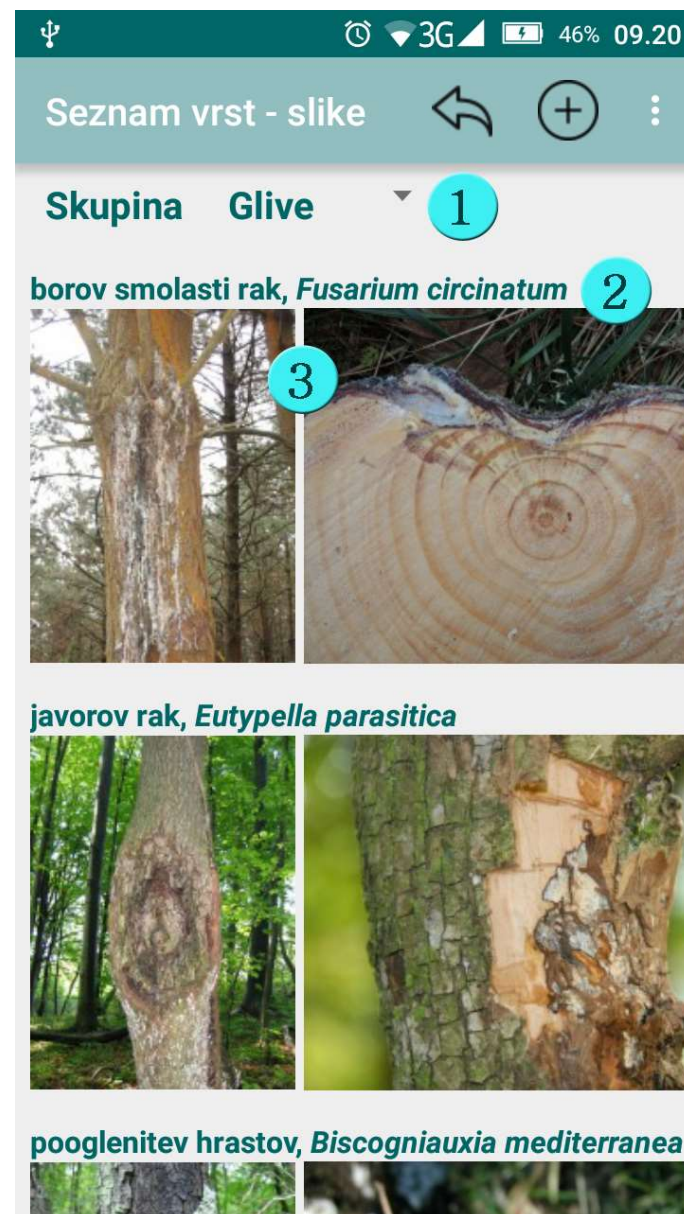 3G 46% 09.20
Seznam vrst - slike
Skupina Glive 1
borov smolasti rak, Fusarium circinatum 2
3
javorov rak, Eutypella parasitica
pooglenitev hrastov, Biscogniauxia mediterranea